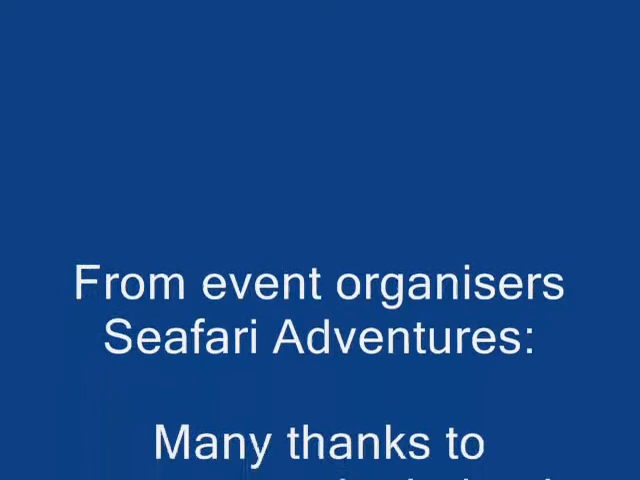 From event organisers
Seafari Adventures:
Many thanks to